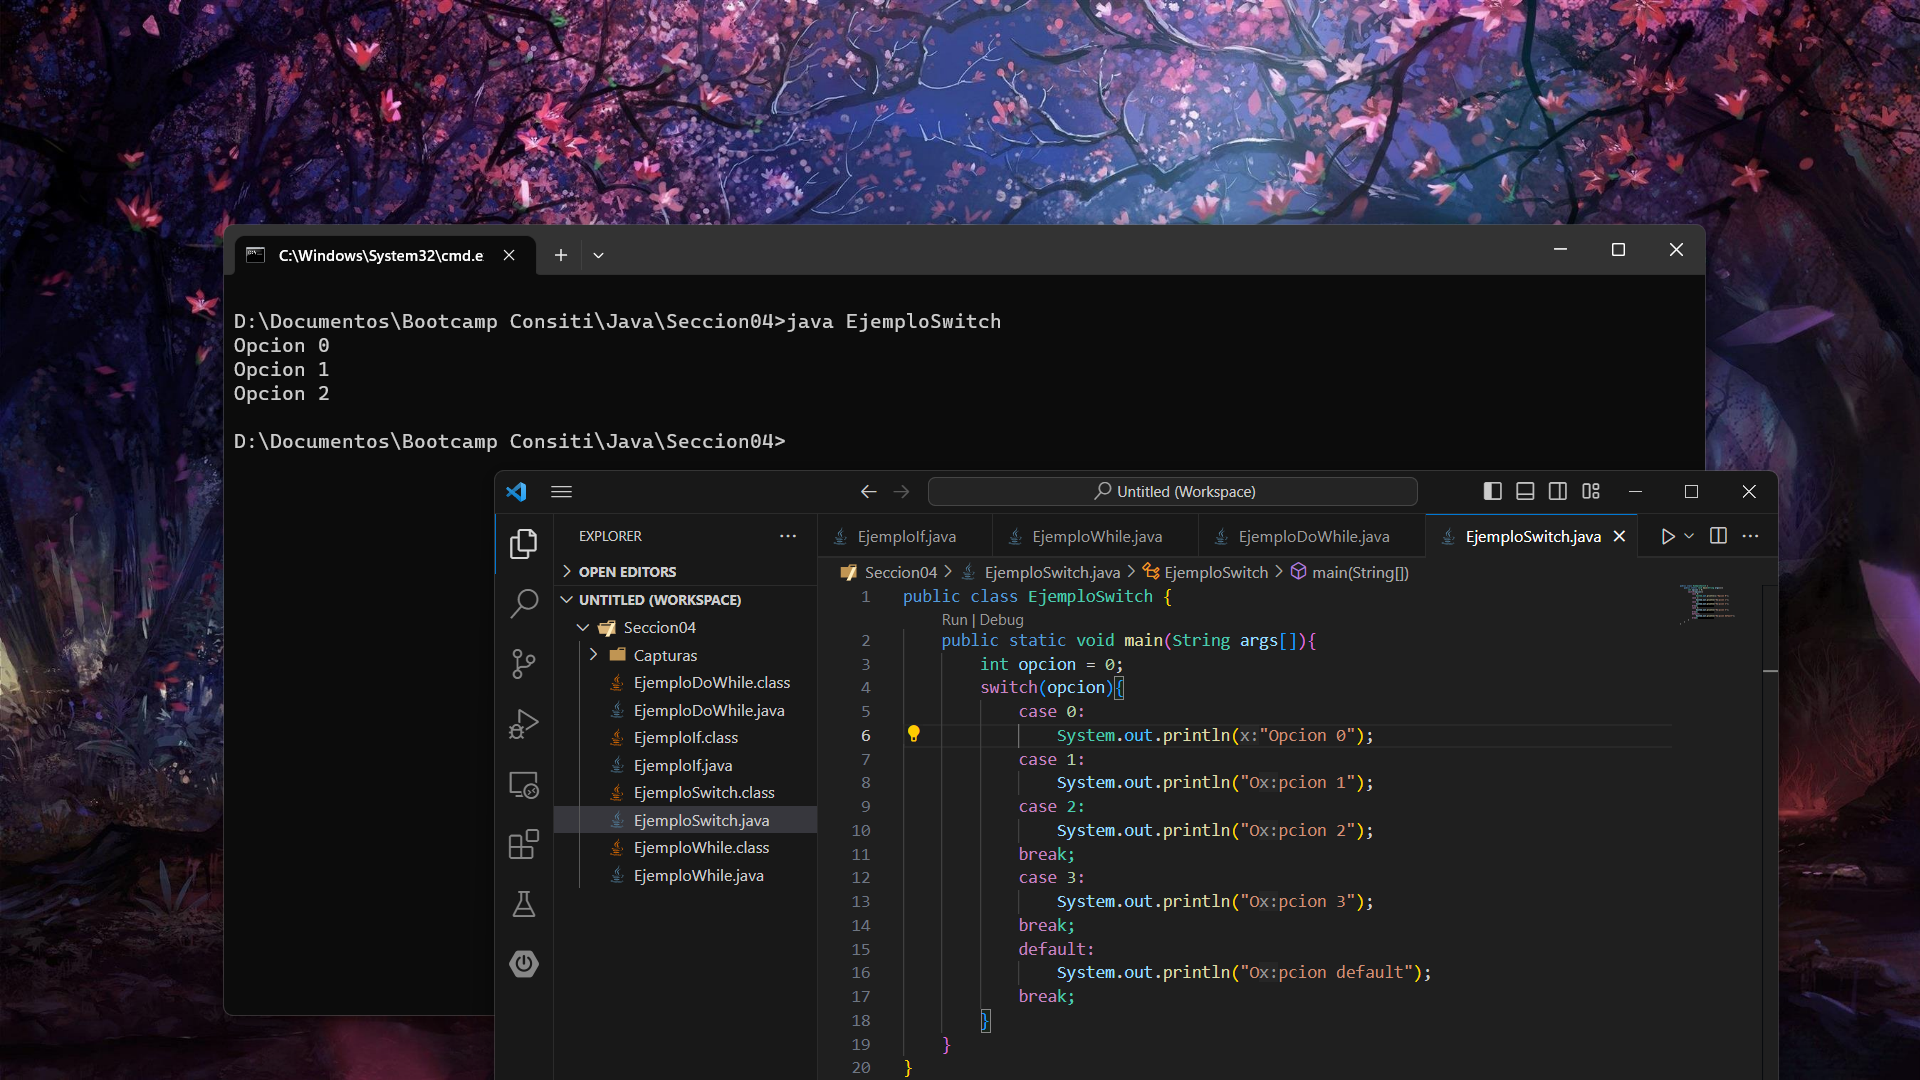 C:\Windows\System32\cmd.e
D:\Documentos\Bootcamp Consiti\Java\Seccion04>java EjemploSwitch
Opcion 0
Opcion 1
Opcion 2
D:\Documentos\Bootcamp Consiti\Java\Seccion04>
Untitled (Workspace)
EXPLORER
OPEN EDITORS
UNTITLED (WORKSPACE)
Seccion04
Capturas
EjemploDoWhile.class
EjemploDoWhile.java
EjemploIf.class
EjemploIf.java
EjemploSwitch.class
EjemploSwitch.java
EjemploWhile.class
EjemploWhile.java
EjemploIf.java EjemploWhile.java EjemploDoWhile.java EjemploSwitch.java
Seccion04 > EjemploSwitch.java > EjemploSwitch > main(String[])
1 public class EjemploSwitch {
Run | Debug
2 public static void main(String args[]){
3 int opcion = 0;
4 switch(opcion){
5 case 0:
6 System.out.println(x:"Opcion 0");
7 case 1:
8 System.out.println("Ox:pcion 1");
9 case 2:
10 System.out.println("Ox:pcion 2");
11 break;
12 case 3:
13 System.out.println("Ox:pcion 3");
14 break;
15 default:
16 System.out.println("Ox:pcion default");
17 break;
18 }
19 }
20 }